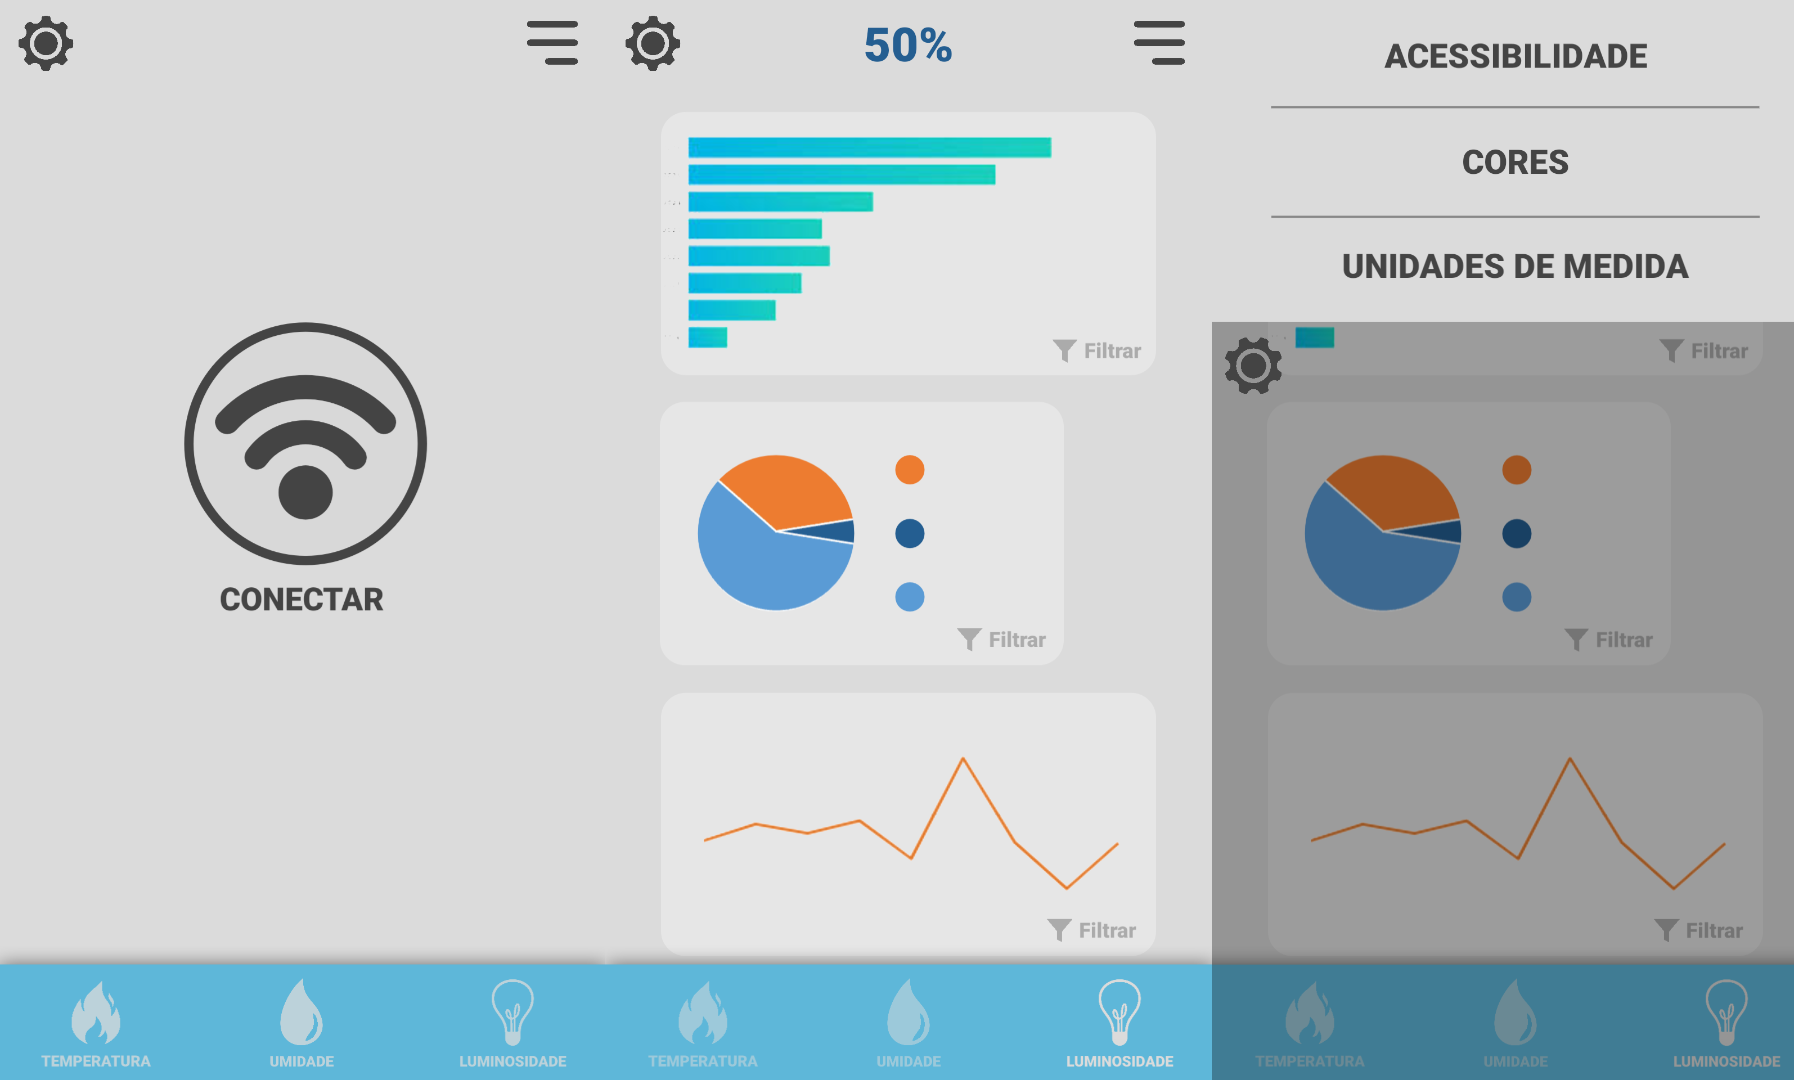 CONECTAR
TEMPERATURA
UMIDADE
LUMINOSIDADE
50%
Filtrar
Filtrar
Filtrar
TEMPERATURA
UMIDADE
LUMINOSIDADE
ACESSIBILIDADE
CORES
UNIDADES DE MEDIDA
Filtrar
Filtrar
Filtrar
TEMPERATURA
UMIDADE
LUMINOSIDADE